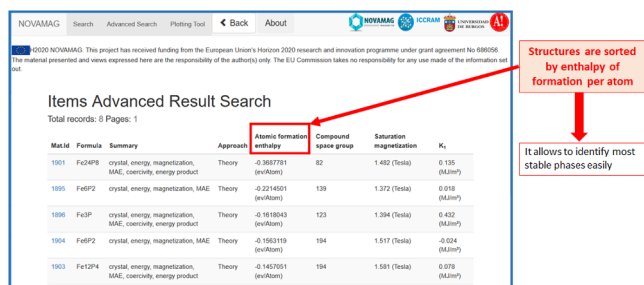 NOVAMAG Search Advanced Search Plotting Tool Back About NOVAMAG ICCRAM UNIVERSIDAD DE BURGOS A!
H2020 NOVAMAG. This project has received funding from the European Union's Horizon 2020 research and innovation programme under grant agreement No 686056.
The material presented and views expressed here are the responsibility of the author(s) only. The EU Commission takes no responsibility for any use made of the information set
out.
Structures are sorted
by enthalpy of
formation per atom
Items Advanced Result Search
Total records: 8 Pages: 1
Atomic formation Compound Saturation
Mat.Id Formula Summary Approach enthalpy space group magnetization K₁
1901 Fe24P8 crystal, energy, magnetization, Theory -0.3687781 82 1.482 (Tesla) 0.135
MAE, coercivity, energy product (ev/Atom) (MJ/m³)
1895 Fe6P2 crystal, energy, magnetization, MAE Theory -0.2214501 139 1.372 (Tesla) 0.018
(ev/Atom) (MJ/m³)
1896 Fe3P crystal, energy, magnetization, Theory -0.1618043 123 1.394 (Tesla) 0.432
MAE, coercivity, energy product (ev/Atom) (MJ/m³)
1904 Fe6P2 crystal, energy, magnetization, MAE Theory -0.1563119 194 1.517 (Tesla) -0.024
(ev/Atom) (MJ/m³)
1903 Fe12P4 crystal, energy, magnetization, Theory -0.1457051 194 1.581 (Tesla) 0.078
MAE, coercivity, energy product (ev/Atom) (MJ/m³)
It allows to identify most
stable phases easily